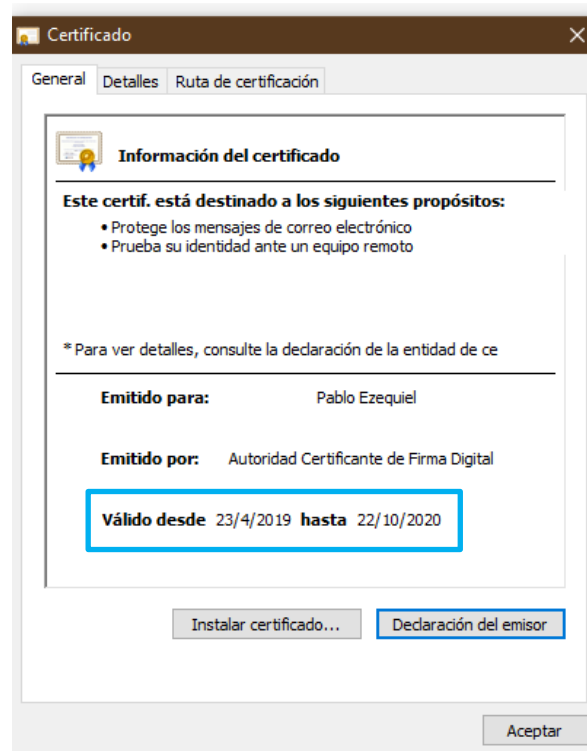 Certificado
General Detalles Ruta de certificación
Información del certificado
Este certif. está destinado a los siguientes propósitos:
• Protege los mensajes de correo electrónico
• Prueba su identidad ante un equipo remoto
* Para ver detalles, consulte la declaración de la entidad de ce
Emitido para: Pablo Ezequiel
Emitido por: Autoridad Certificante de Firma Digital
Válido desde 23/4/2019 hasta 22/10/2020
Instalar certificado... Declaración del emisor
Aceptar